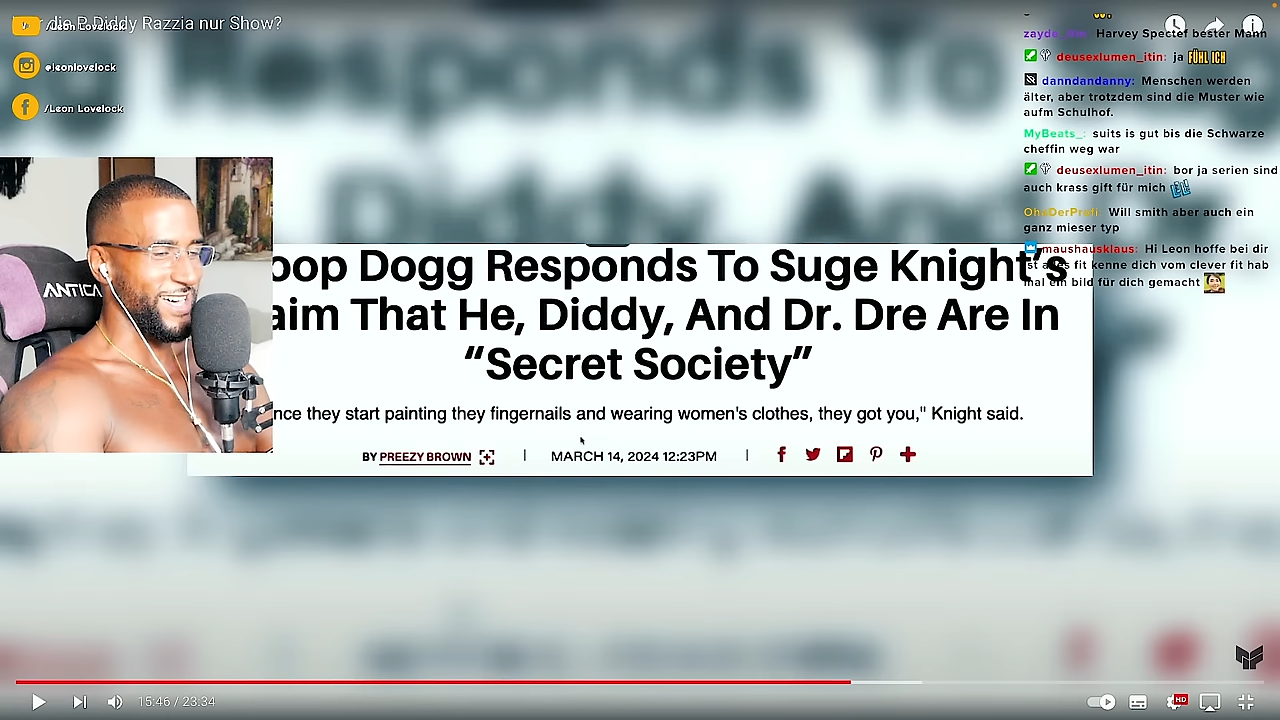 die P Diddy Razzia nur Show?
/Leon Lovelock
@leonlovelock
/Leon Lovelock
Harvey Specter bester Mann
deusexlumen_itin: ja FÜHL ICH
danndandanny: Menschen werden
älter, aber trotzdem sind die Muster wie
aufm Schulhof.
MyBeats_: suits is gut bis die Schwarze
cheffin weg war
deusexlumen_itin: bor ja serien sind
auch krass gift für mich
OhneDerProfi: Will smith aber auch ein
ganz mieser typ
maushausklaus: Hi Leon hoffe bei dir
fit kenne dich vom clever fit hab
mal ein bild für dich gemacht
ANTICA
oop Dogg Responds To Suge Knight's
aim That He, Diddy, And Dr. Dre Are In
“Secret Society”
nce they start painting they fingernails and wearing women's clothes, they got you," Knight said.
BY PREEZY BROWN | MARCH 14, 2024 12:23PM |
15:46 / 23:34
HD